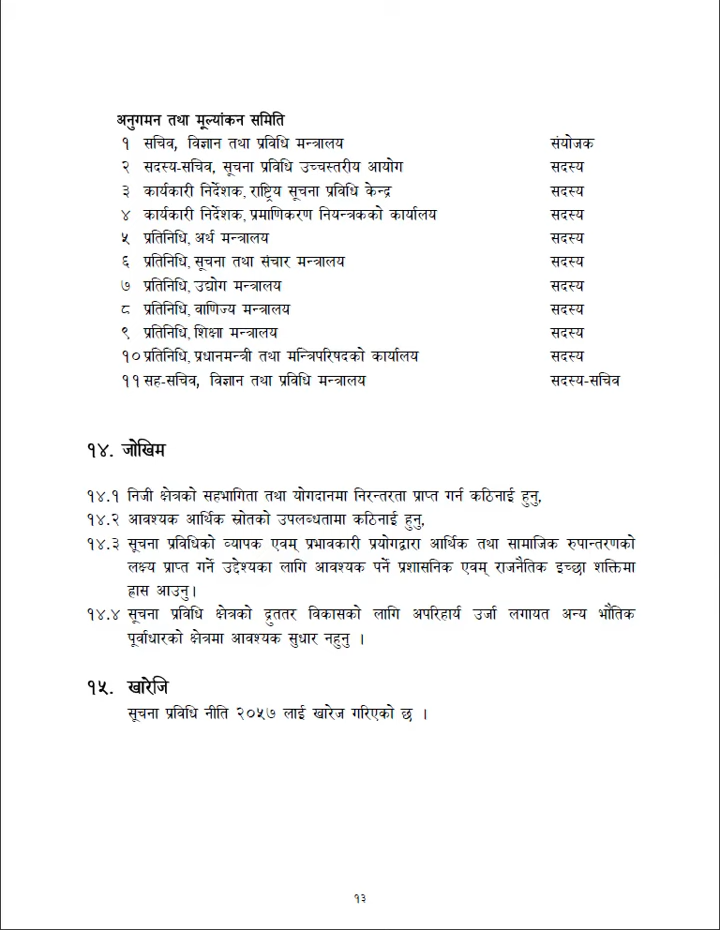 अनुगमन तथा मूल्यांकन समिति
१ सचिव, विज्ञान तथा प्रविधि मन्त्रालय संयोजक
२ सदस्य-सचिव, सूचना प्रविधि उच्चस्तरीय आयोग सदस्य
३ कार्यकारी निर्देशक, राष्ट्रिय सूचना प्रविधि केन्द्र सदस्य
४ कार्यकारी निर्देशक, प्रमाणिकरण नियन्त्रकको कार्यालय सदस्य
५ प्रतिनिधि, अर्थ मन्त्रालय सदस्य
६ प्रतिनिधि, सूचना तथा संचार मन्त्रालय सदस्य
७ प्रतिनिधि, उद्योग मन्त्रालय सदस्य
८ प्रतिनिधि, वाणिज्य मन्त्रालय सदस्य
९ प्रतिनिधि, शिक्षा मन्त्रालय सदस्य
१० प्रतिनिधि, प्रधानमन्त्री तथा मन्त्रिपरिषदको कार्यालय सदस्य
११ सह-सचिव, विज्ञान तथा प्रविधि मन्त्रालय सदस्य-सचिव
१४. जोखिम
१४.१ निजी क्षेत्रको सहभागिता तथा योगदानमा निरन्तरता प्राप्त गर्न कठिनाई हुनु,
१४.२ आवश्यक आर्थिक स्रोतको उपलब्धतामा कठिनाई हुनु,
१४.३ सूचना प्रविधिको व्यापक एवम् प्रभावकारी प्रयोगद्वारा आर्थिक तथा सामाजिक रुपान्तरणको
लक्ष्य प्राप्त गर्ने उद्देश्यका लागि आवश्यक पर्ने प्रशासनिक एवम् राजनैतिक इच्छा शक्तिमा
ह्रास आउनु।
१४.४ सूचना प्रविधि क्षेत्रको द्रुततर विकासको लागि अपरिहार्य उर्जा लगायत अन्य भौतिक
पूर्वाधारको क्षेत्रमा आवश्यक सुधार नहुनु ।
१५. खारेजि
सूचना प्रविधि नीति २०५७ लाई खारेज गरिएको छ ।
१३